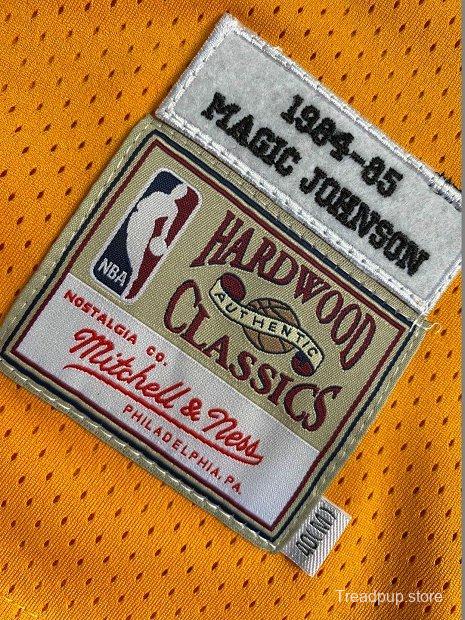 1984-85
MAGIC JOHNSON
NBA
HARDWOOD
AUTHENTIC
CLASSICS
NOSTALGIA CO.
Mitchell & Ness
PHILADELPHIA, PA.
Treadpup.store